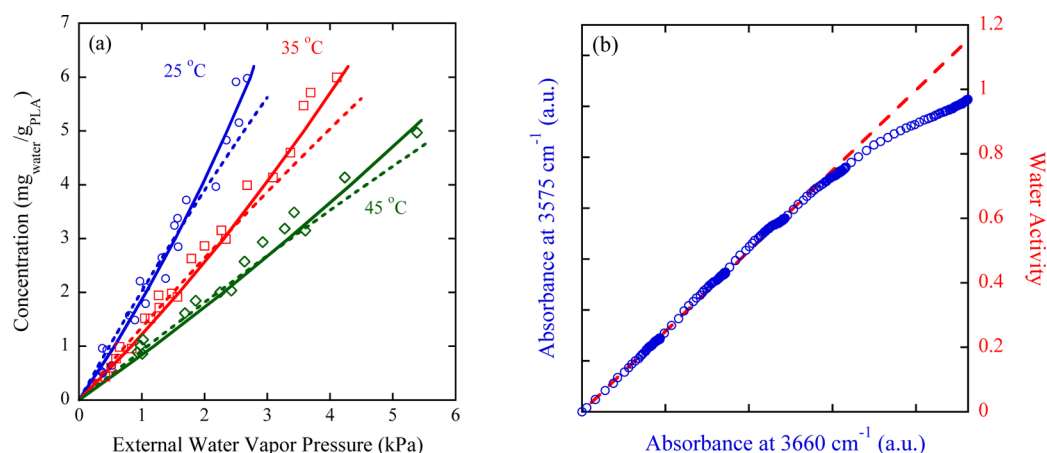 (a)
25 °C
35 °C
45 °C
Concentration (mg_water/g_PLA)
7
6
5
4
3
2
1
0
0 1 2 3 4 5 6
External Water Vapor Pressure (kPa)
(b)
Absorbance at 3575 cm⁻¹ (a.u.)
1.2
1
0.8
0.6
0.4
0.2
0
Water Activity
Absorbance at 3660 cm⁻¹ (a.u.)